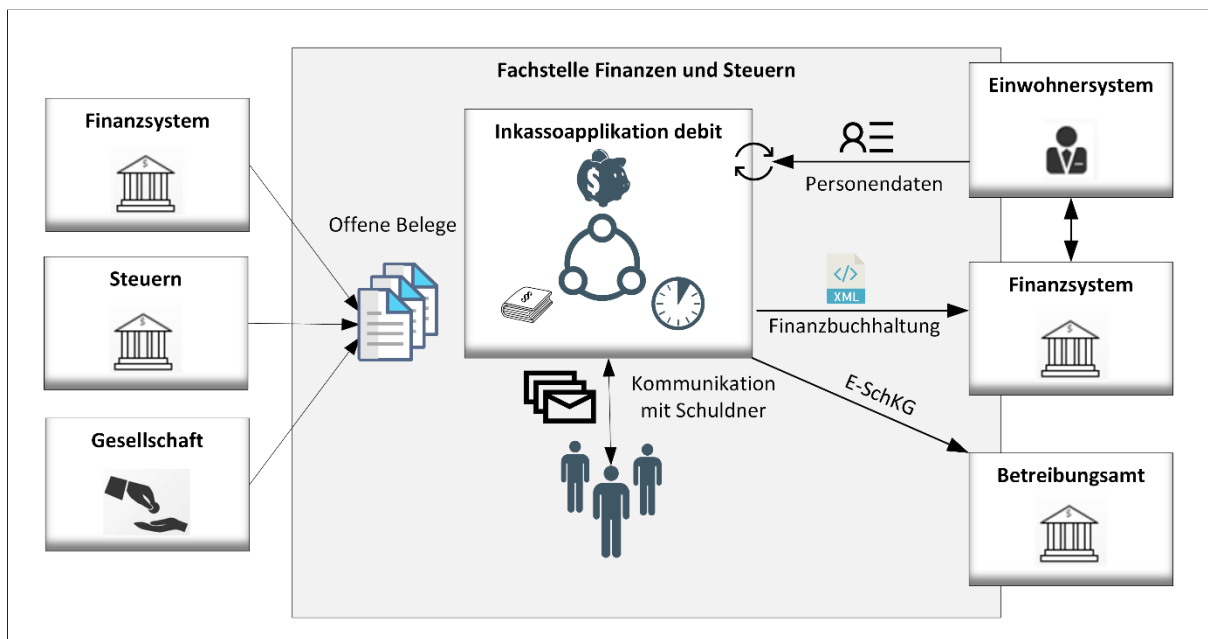 Fachstelle Finanzen und Steuern
Finanzsystem
$
Steuern
$
Gesellschaft
Offene Belege
Inkassoapplikation debit
$
§
Kommunikation
mit Schuldner
Personendaten
</>
XML
Finanzbuchhaltung
E-SchKG
Einwohnersystem
Finanzsystem
$
Betreibungsamt
$